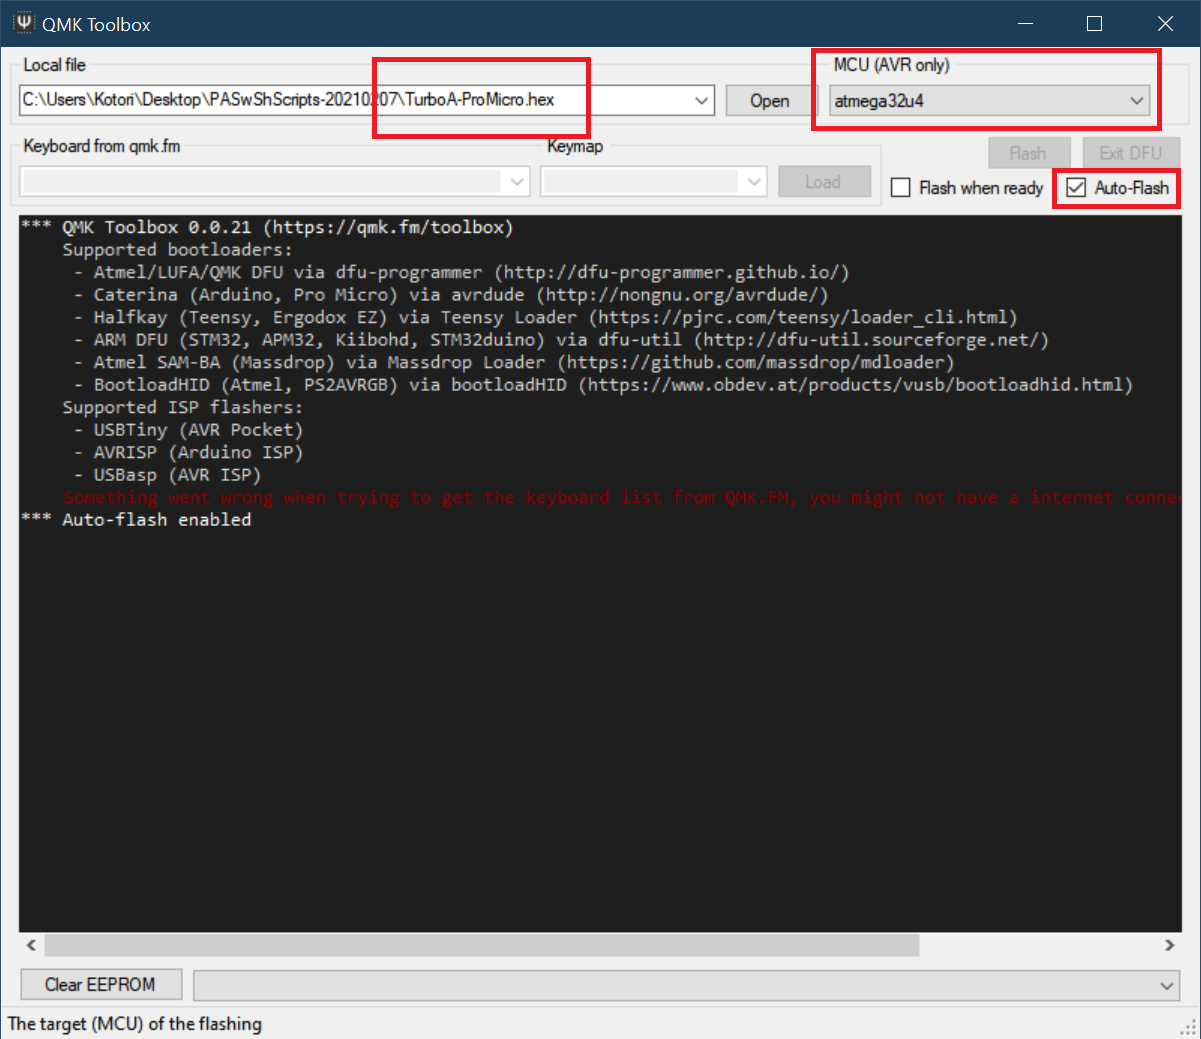 QMK Toolbox
Local file
MCU (AVR only)
C:\Users\Kotori\Desktop\PASwShScripts-20210207\TurboA-ProMicro.hex
Open
atmega32u4
Keyboard from qmk.fm
Keymap
Flash
Exit DFU
Load
Flash when ready
Auto-Flash
*** QMK Toolbox 0.0.21 (https://qmk.fm/toolbox)
Supported bootloaders:
- Atmel/LUFA/QMK DFU via dfu-programmer (http://dfu-programmer.github.io/)
- Caterina (Arduino, Pro Micro) via avrdude (http://nongnu.org/avrdude/)
- Halfkay (Teensy, Ergodox EZ) via Teensy Loader (https://pjrc.com/teensy/loader_cli.html)
- ARM DFU (STM32, APM32, Kiibohd, STM32duino) via dfu-util (http://dfu-util.sourceforge.net/)
- Atmel SAM-BA (Massdrop) via Massdrop Loader (https://github.com/massdrop/mdloader)
- BootloadHID (Atmel, PS2AVRGB) via bootloadHID (https://www.obdev.at/products/vusb/bootloadhid.html)
Supported ISP flashers:
- USBTiny (AVR Pocket)
- AVRISP (Arduino ISP)
- USBasp (AVR ISP)
Something went wrong when trying to get the keyboard list from QMK.FM, you might not have a internet conne
*** Auto-flash enabled
Clear EEPROM
The target (MCU) of the flashing